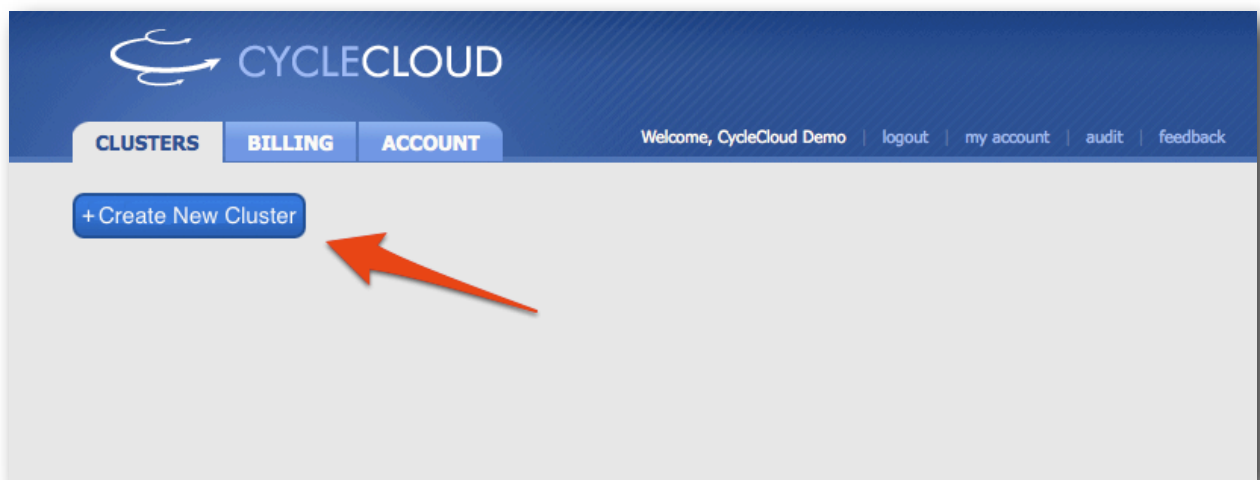 CYCLECLOUD
CLUSTERS BILLING ACCOUNT Welcome, CycleCloud Demo | logout | my account | audit | feedback
+Create New Cluster